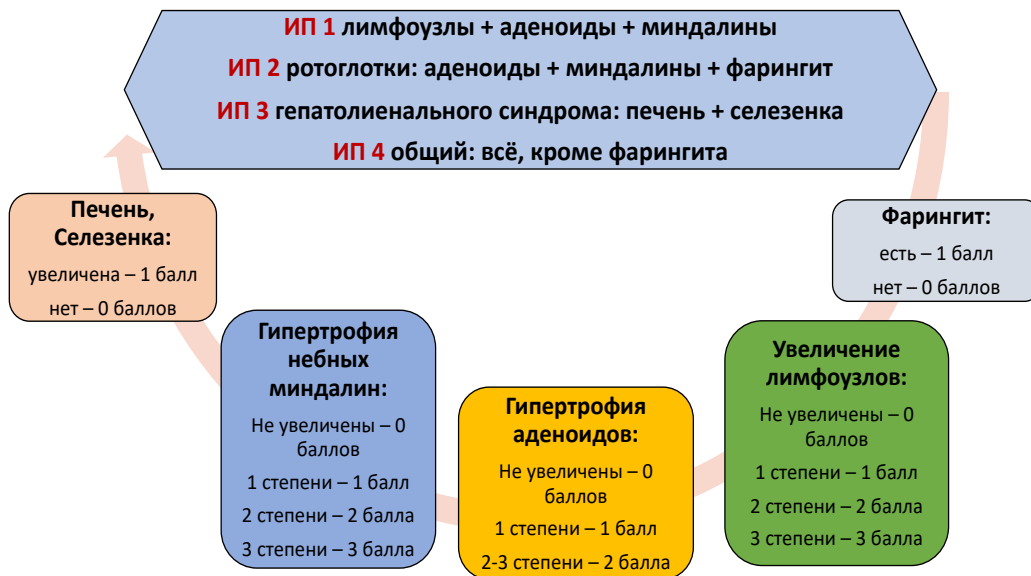 ИП 1 лимфоузлы + аденоиды + миндалины
ИП 2 ротоглотки: аденоиды + миндалины + фарингит
ИП 3 гепатолиенального синдрома: печень + селезенка
ИП 4 общий: всё, кроме фарингита
Печень,
Селезенка:
увеличена – 1 балл
нет – 0 баллов
Гипертрофия
небных
миндалин:
Не увеличены – 0
баллов
1 степени – 1 балл
2 степени – 2 балла
3 степени – 3 балла
Гипертрофия
аденоидов:
Не увеличены – 0
баллов
1 степени – 1 балл
2-3 степени – 2 балла
Увеличение
лимфоузлов:
Не увеличены – 0
баллов
1 степени – 1 балл
2 степени – 2 балла
3 степени – 3 балла
Фарингит:
есть – 1 балл
нет – 0 баллов